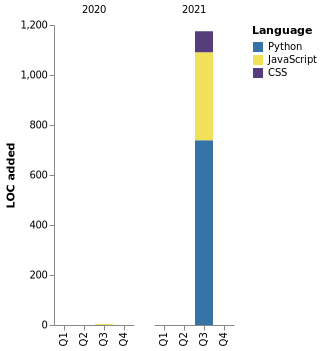 2020 2021
Language
Python
JavaScript
CSS
LOC added
1,200
1,000
800
600
400
200
0
Q1 Q2 Q3 Q4 Q1 Q2 Q3 Q4